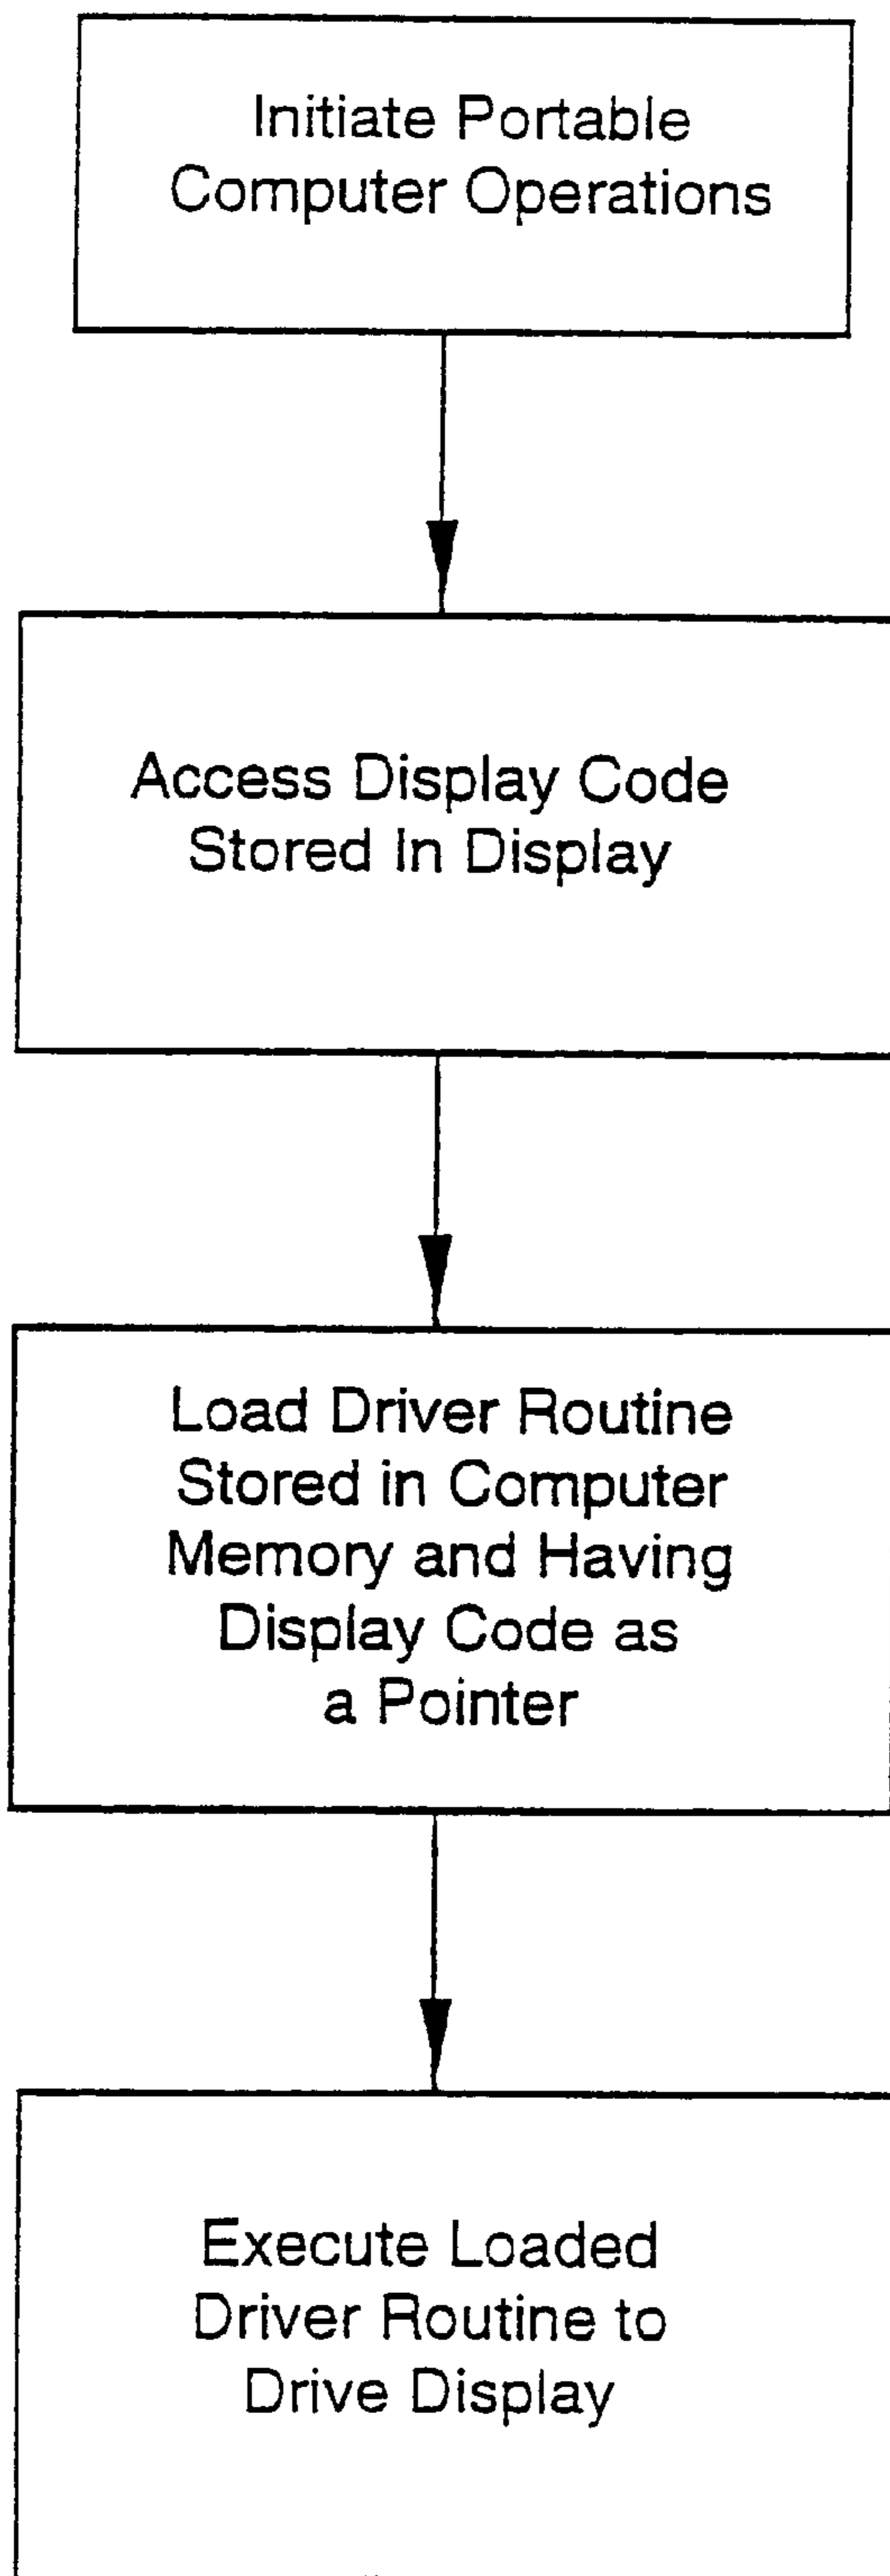 Initiate Portable
Computer Operations
Access Display Code
Stored In Display
Load Driver Routine
Stored in Computer
Memory and Having
Display Code as
a Pointer
Execute Loaded
Driver Routine to
Drive Display